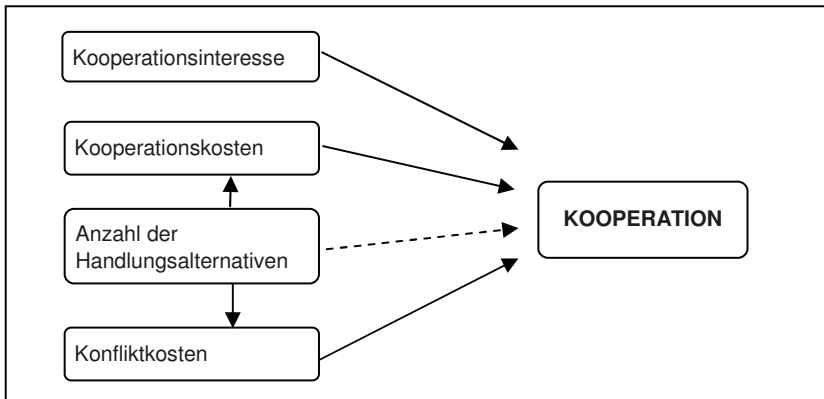 Kooperationsinteresse
Kooperationskosten
Anzahl der
Handlungsalternativen
Konfliktkosten
KOOPERATION